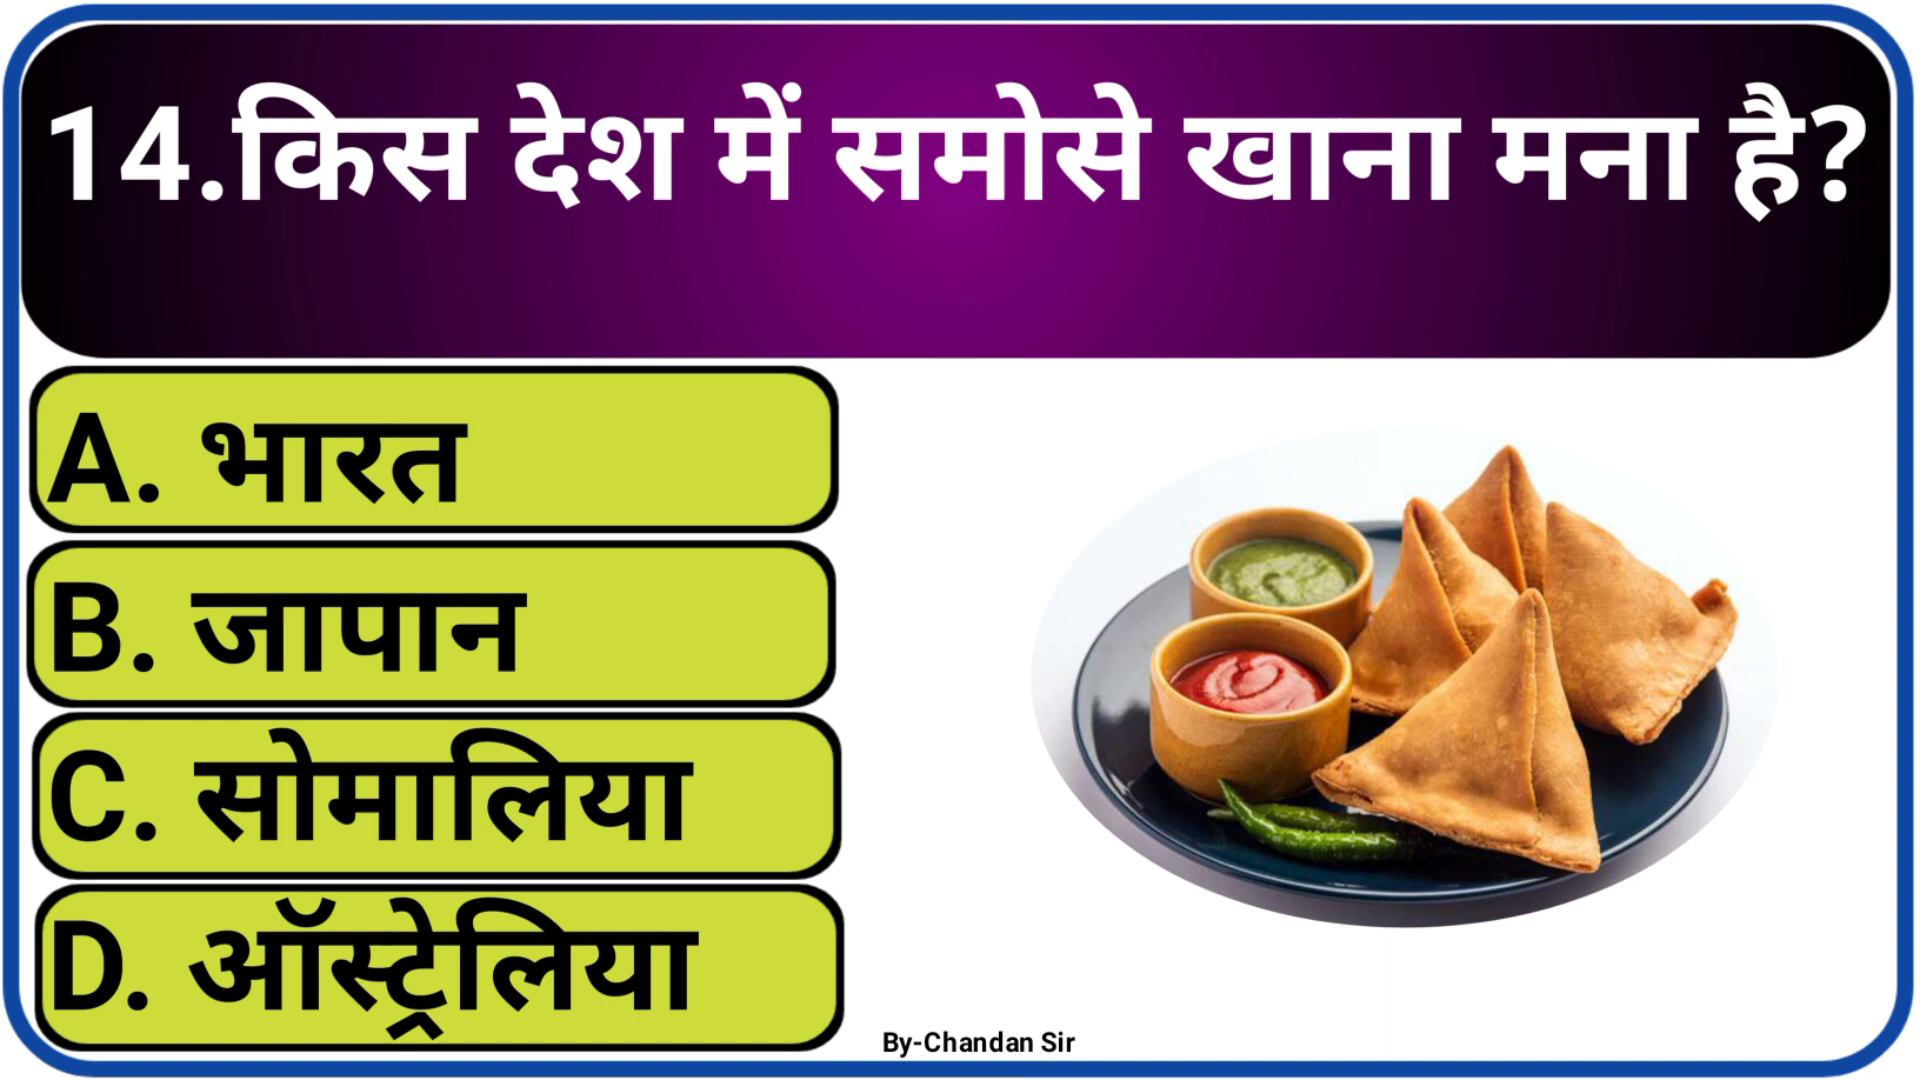 14.किस देश में समोसे खाना मना है?
A. भारत
B. जापान
C. सोमालिया
D. ऑस्ट्रेलिया
By-Chandan Sir